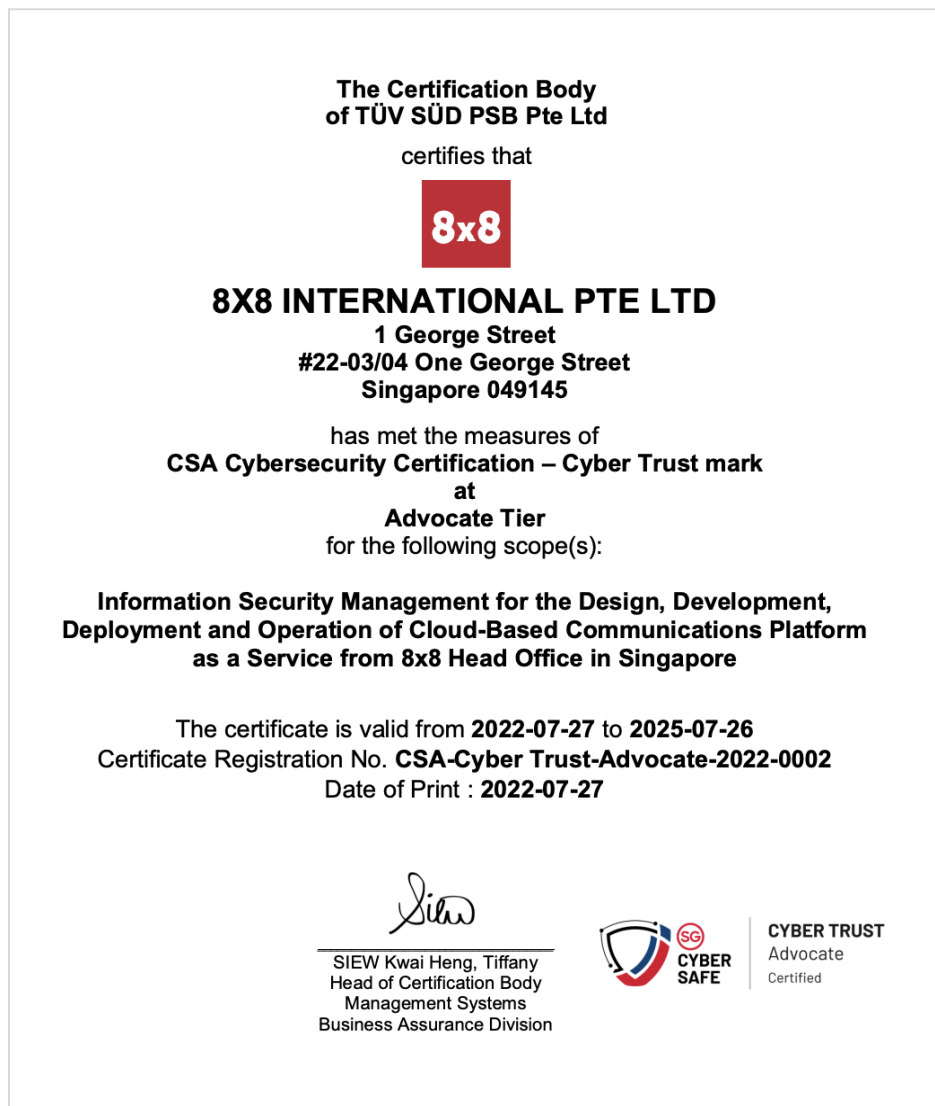 The Certification Body
of TÜV SÜD PSB Pte Ltd
certifies that
8x8
8X8 INTERNATIONAL PTE LTD
1 George Street
#22-03/04 One George Street
Singapore 049145
has met the measures of
CSA Cybersecurity Certification – Cyber Trust mark
at
Advocate Tier
for the following scope(s):
Information Security Management for the Design, Development,
Deployment and Operation of Cloud-Based Communications Platform
as a Service from 8x8 Head Office in Singapore
The certificate is valid from 2022-07-27 to 2025-07-26
Certificate Registration No. CSA-Cyber Trust-Advocate-2022-0002
Date of Print : 2022-07-27
Siew
SIEW Kwai Heng, Tiffany
Head of Certification Body
Management Systems
Business Assurance Division
SG
CYBER
SAFE
CYBER TRUST
Advocate
Certified